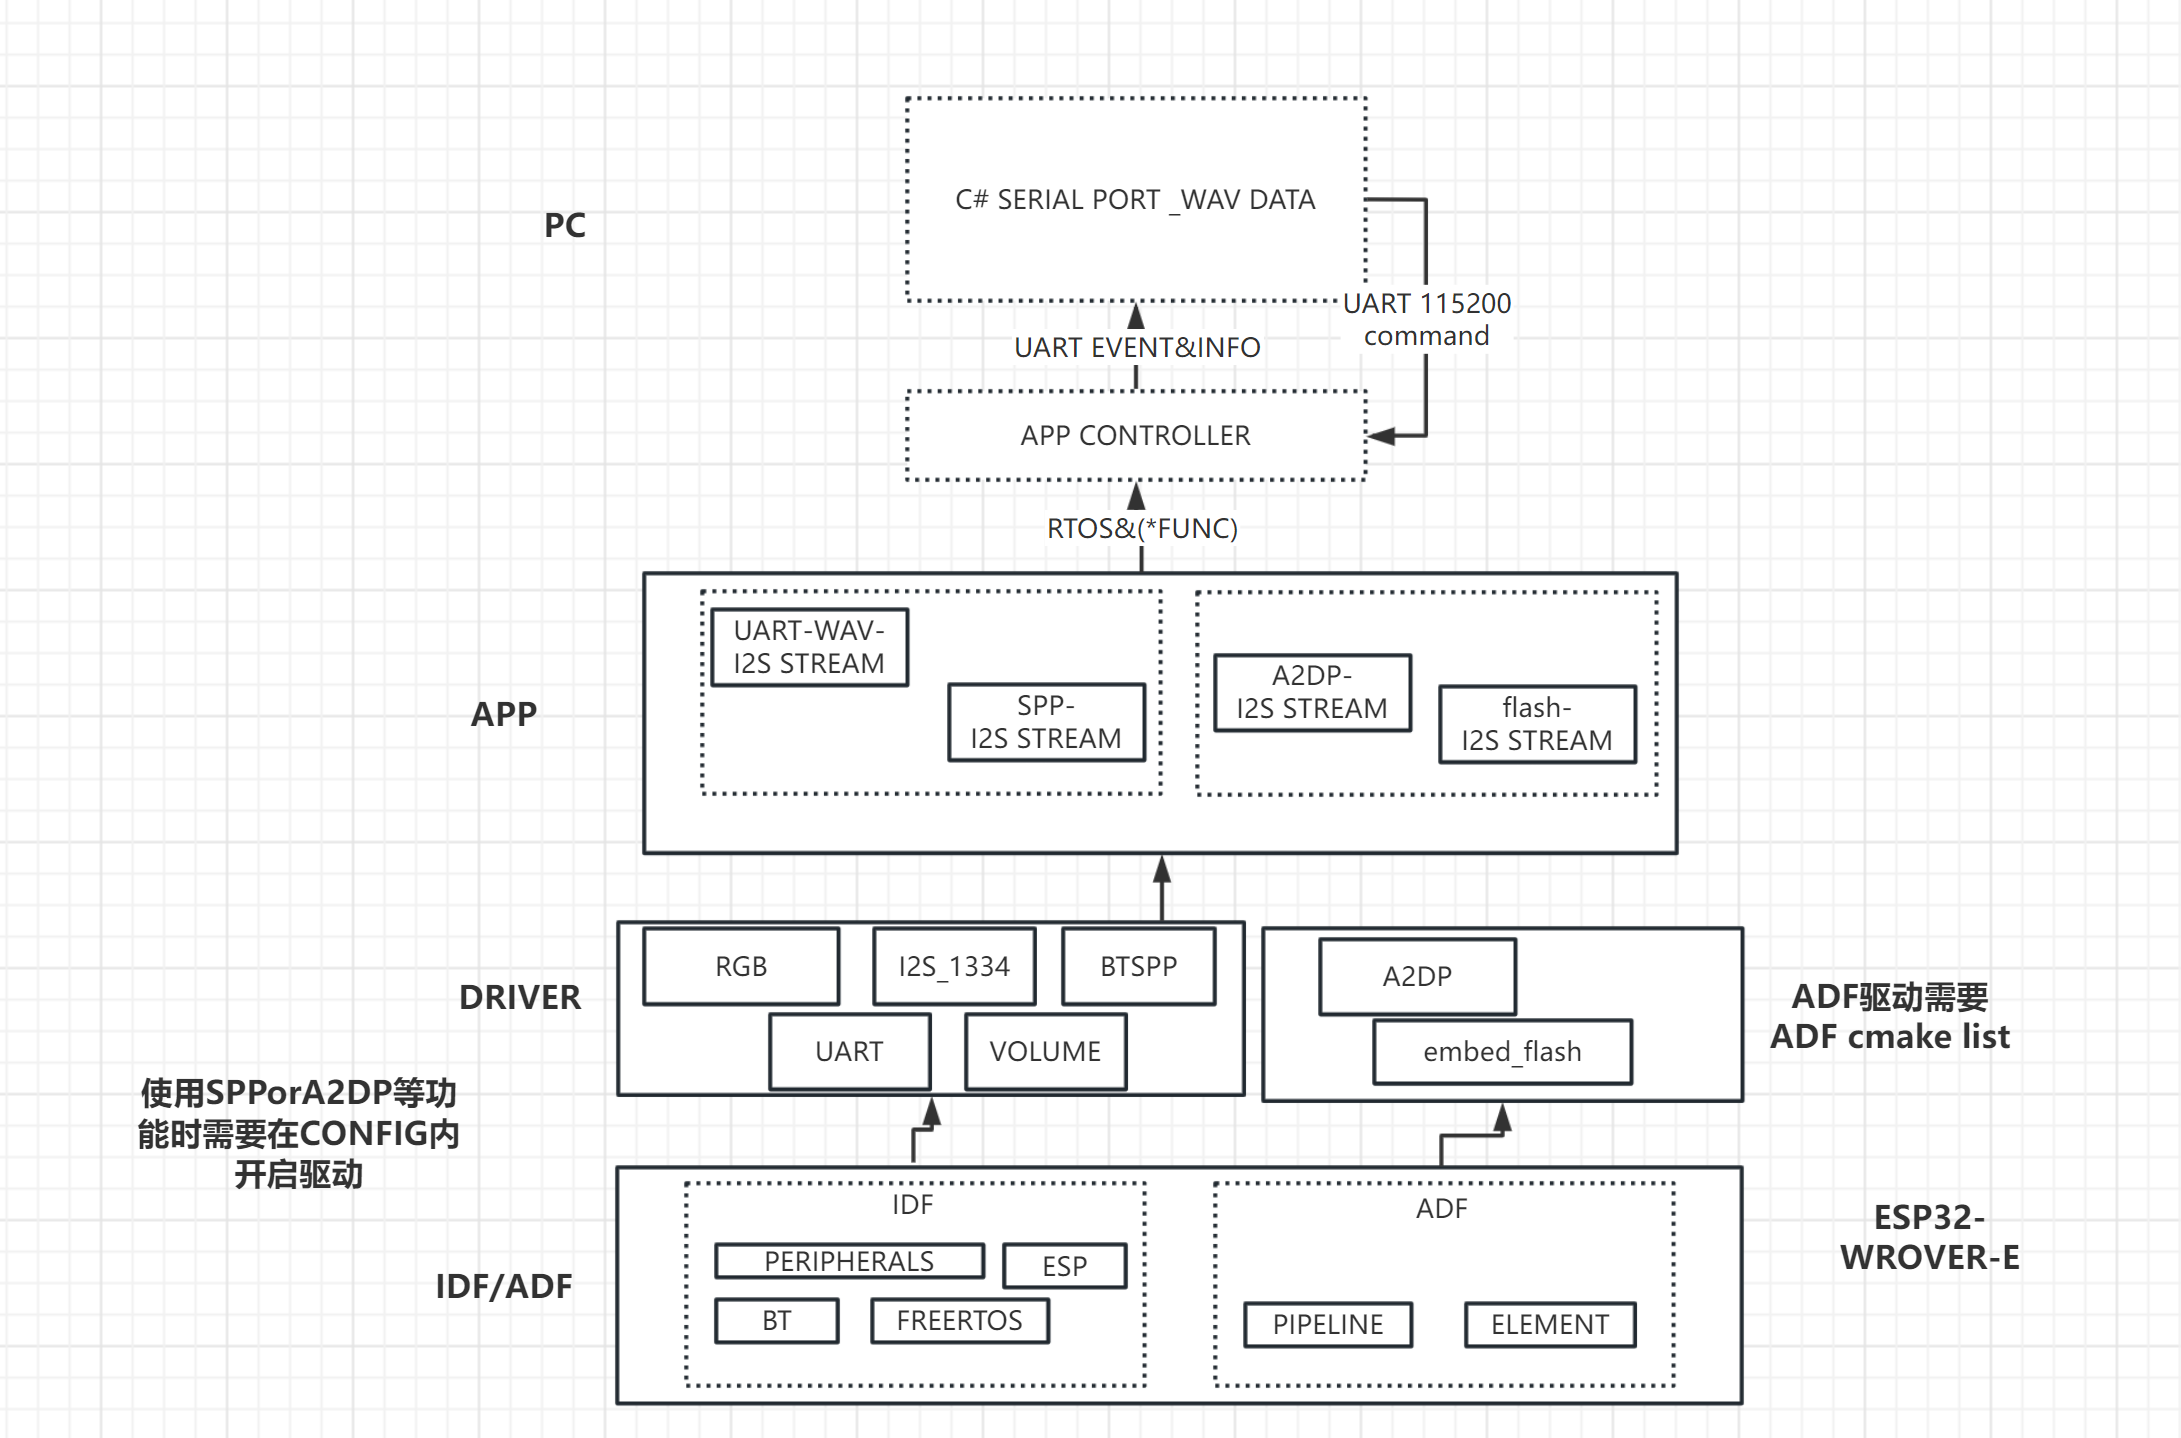 C# SERIAL PORT _WAV DATA
PC
UART 115200
command
UART EVENT&INFO
APP CONTROLLER
RTOS&(*FUNC)
UART-WAV-
I2S STREAM
SPP-
I2S STREAM
A2DP-
I2S STREAM
flash-
I2S STREAM
APP
RGB
I2S_1334
BTSPP
UART
VOLUME
DRIVER
A2DP
embed_flash
ADF驱动需要
ADF cmake list
使用SPPorA2DP等功
能时需要在CONFIG内
开启驱动
IDF
PERIPHERALS
ESP
BT
FREERTOS
ADF
PIPELINE
ELEMENT
IDF/ADF
ESP32-
WROVER-E